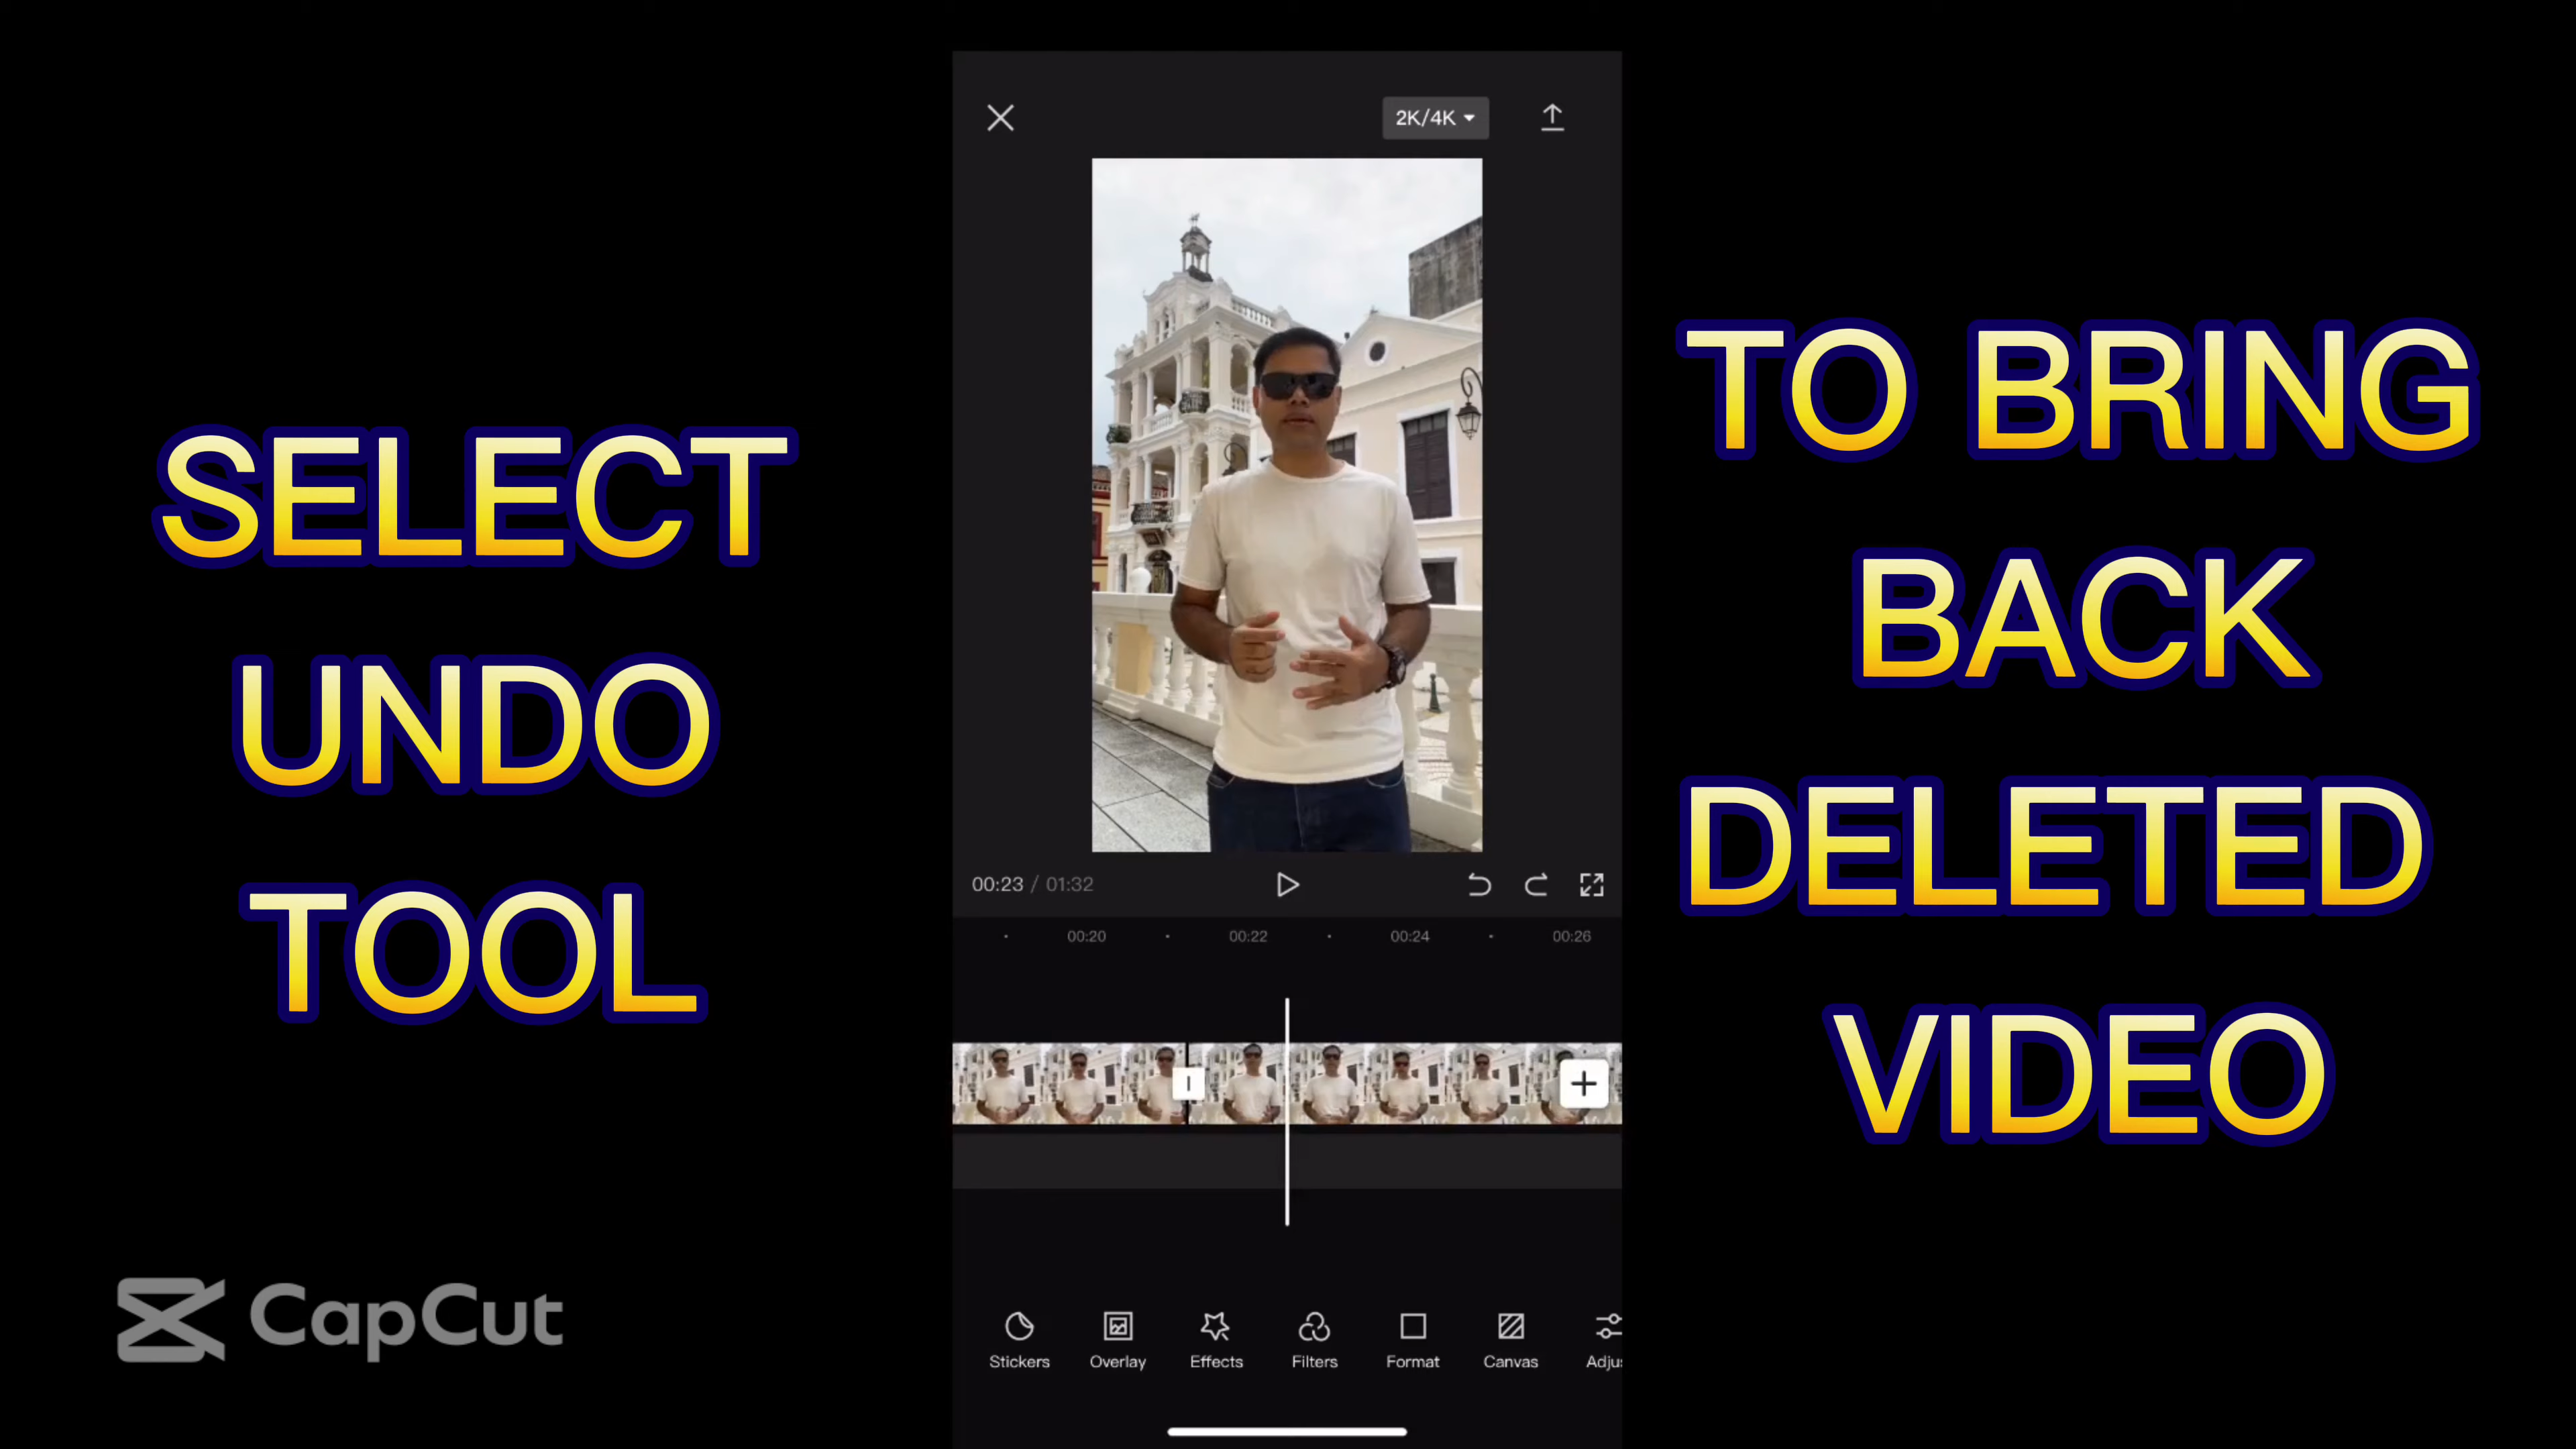 SELECT
UNDO
TOOL
2K/4K
00:23 / 01:32
00:20 00:22 00:24 00:26
Stickers Overlay Effects Filters Format Canvas Adjus
TO BRING
BACK
DELETED
VIDEO
CapCut